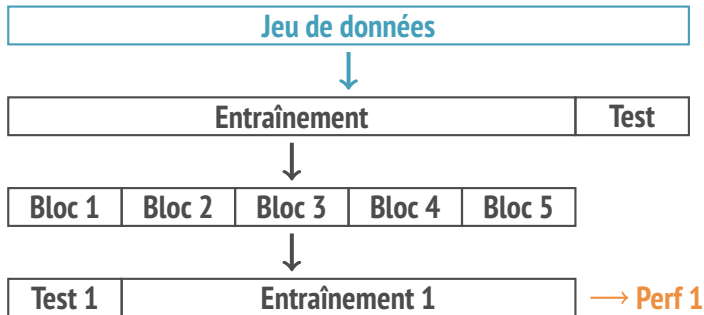 Jeu de données
Entraînement Test
Bloc 1 Bloc 2 Bloc 3 Bloc 4 Bloc 5
Test 1 Entraînement 1 → Perf 1